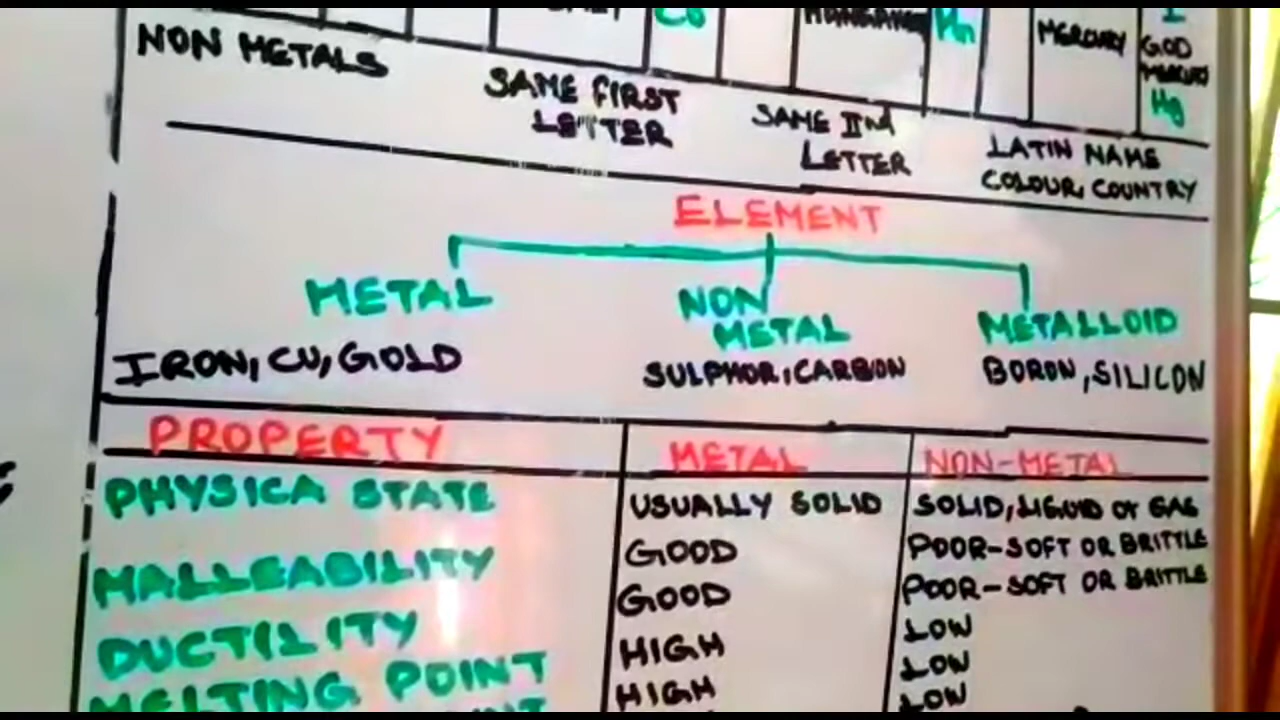 Co
Mn
MERCURY
GOD
Hg
NON METALS
SAME FIRST
LETTER
SAME IInd
LETTER
LATIN NAME
COLOUR, COUNTRY
ELEMENT
METAL
NON
METAL
METALLOID
IRON, CU, GOLD
SULPHOR, CARBON
BORON, SILICON
PROPERTY METAL NON-METAL
PHYSICA STATE USUALLY SOLID SOLID, LIGUID or GAS
MALLEABILITY GOOD POOR-SOFT OR BRITTLE
DUCTILITY GOOD POOR-SOFT OR BRITTLE
MELTING POINT HIGH LOW
HIGH LOW
LOW